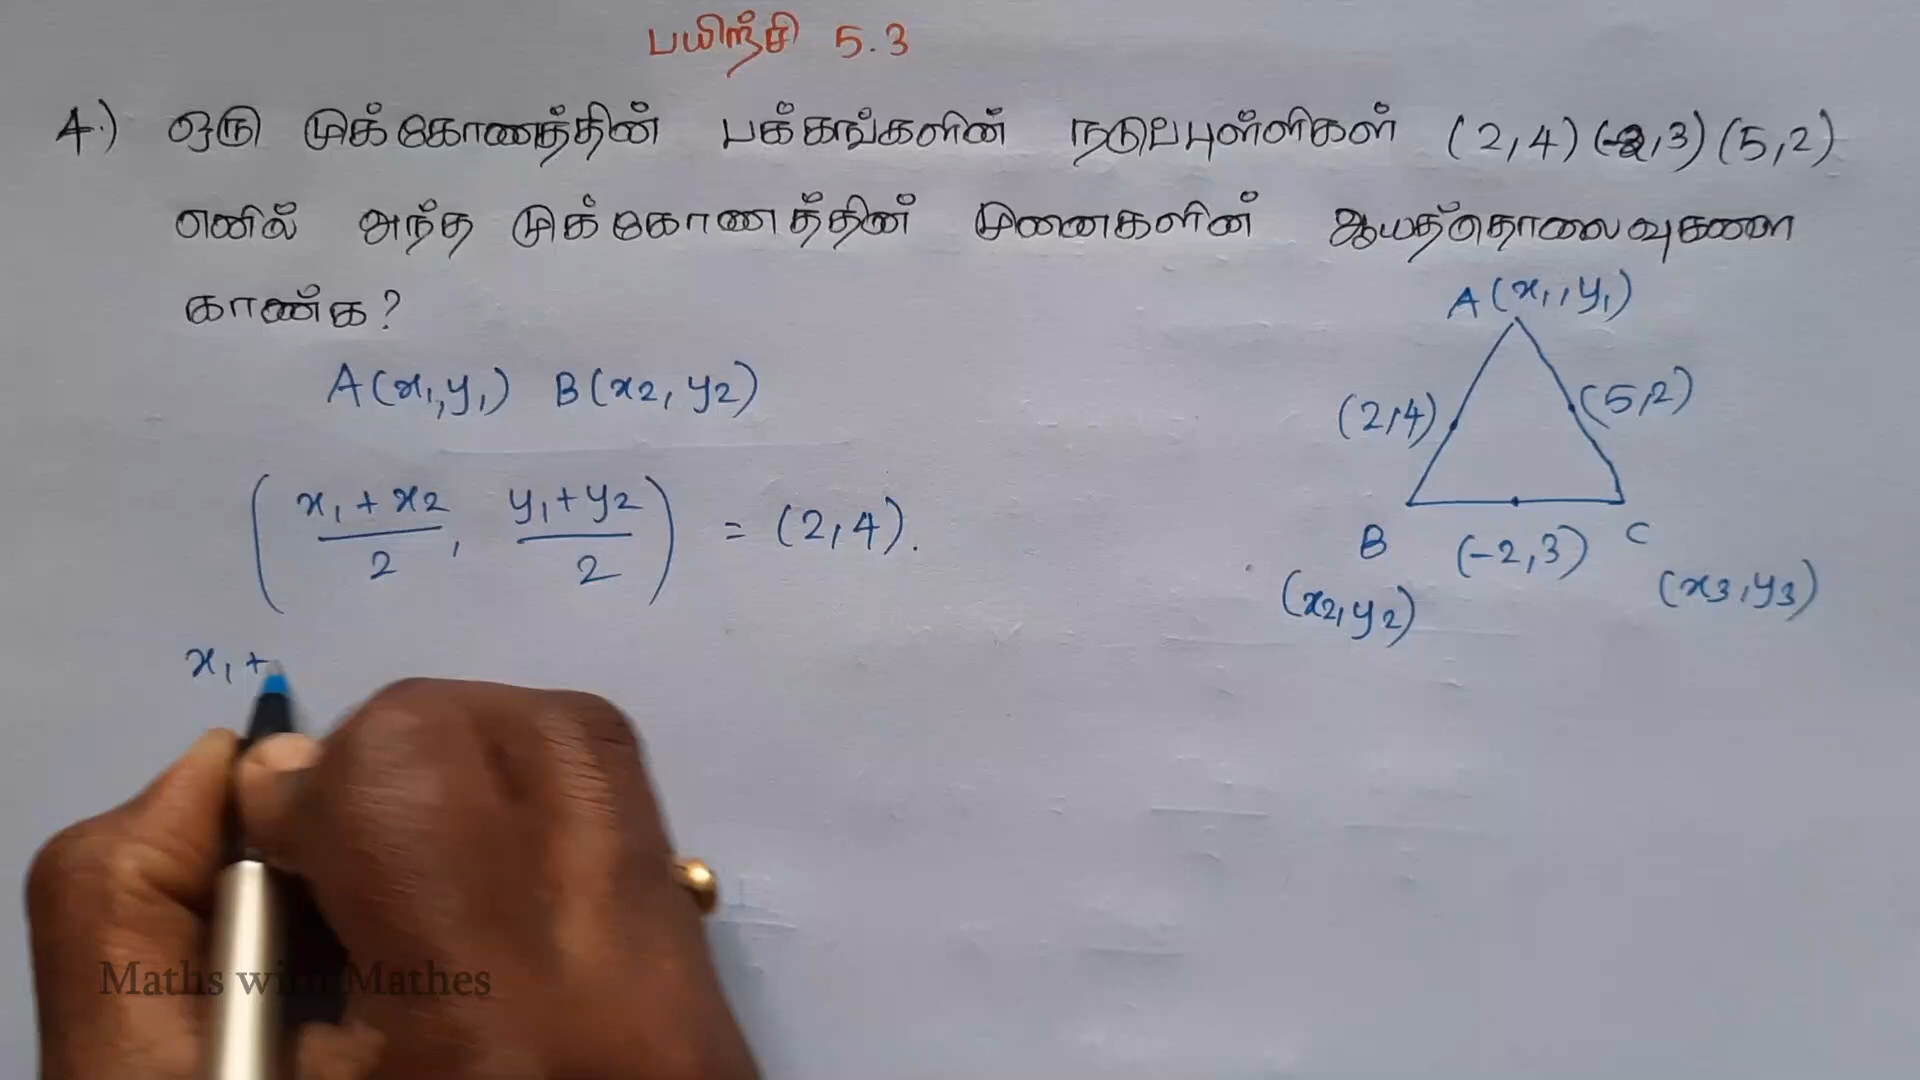 பயிற்சி 5.3
4.) ஒரு முக்கோணத்தின் பக்கங்களின் நடுபபுள்ளிகள் (2,4) (-2,3) (5,2)
எனில் அந்த முக்கோணத்தின் முனைகளின் ஆயத்தொலைவுகளை
காண்க?
A(x₁,y₁)
A(x₁,y₁) B(x2, y2)
(2,4) (5,2)
( x₁+x2/2, y₁+y2/2 ) = (2,4).
B (-2,3) C
(x2,y2) (x3,y3)
x₁+
Maths with Mathes